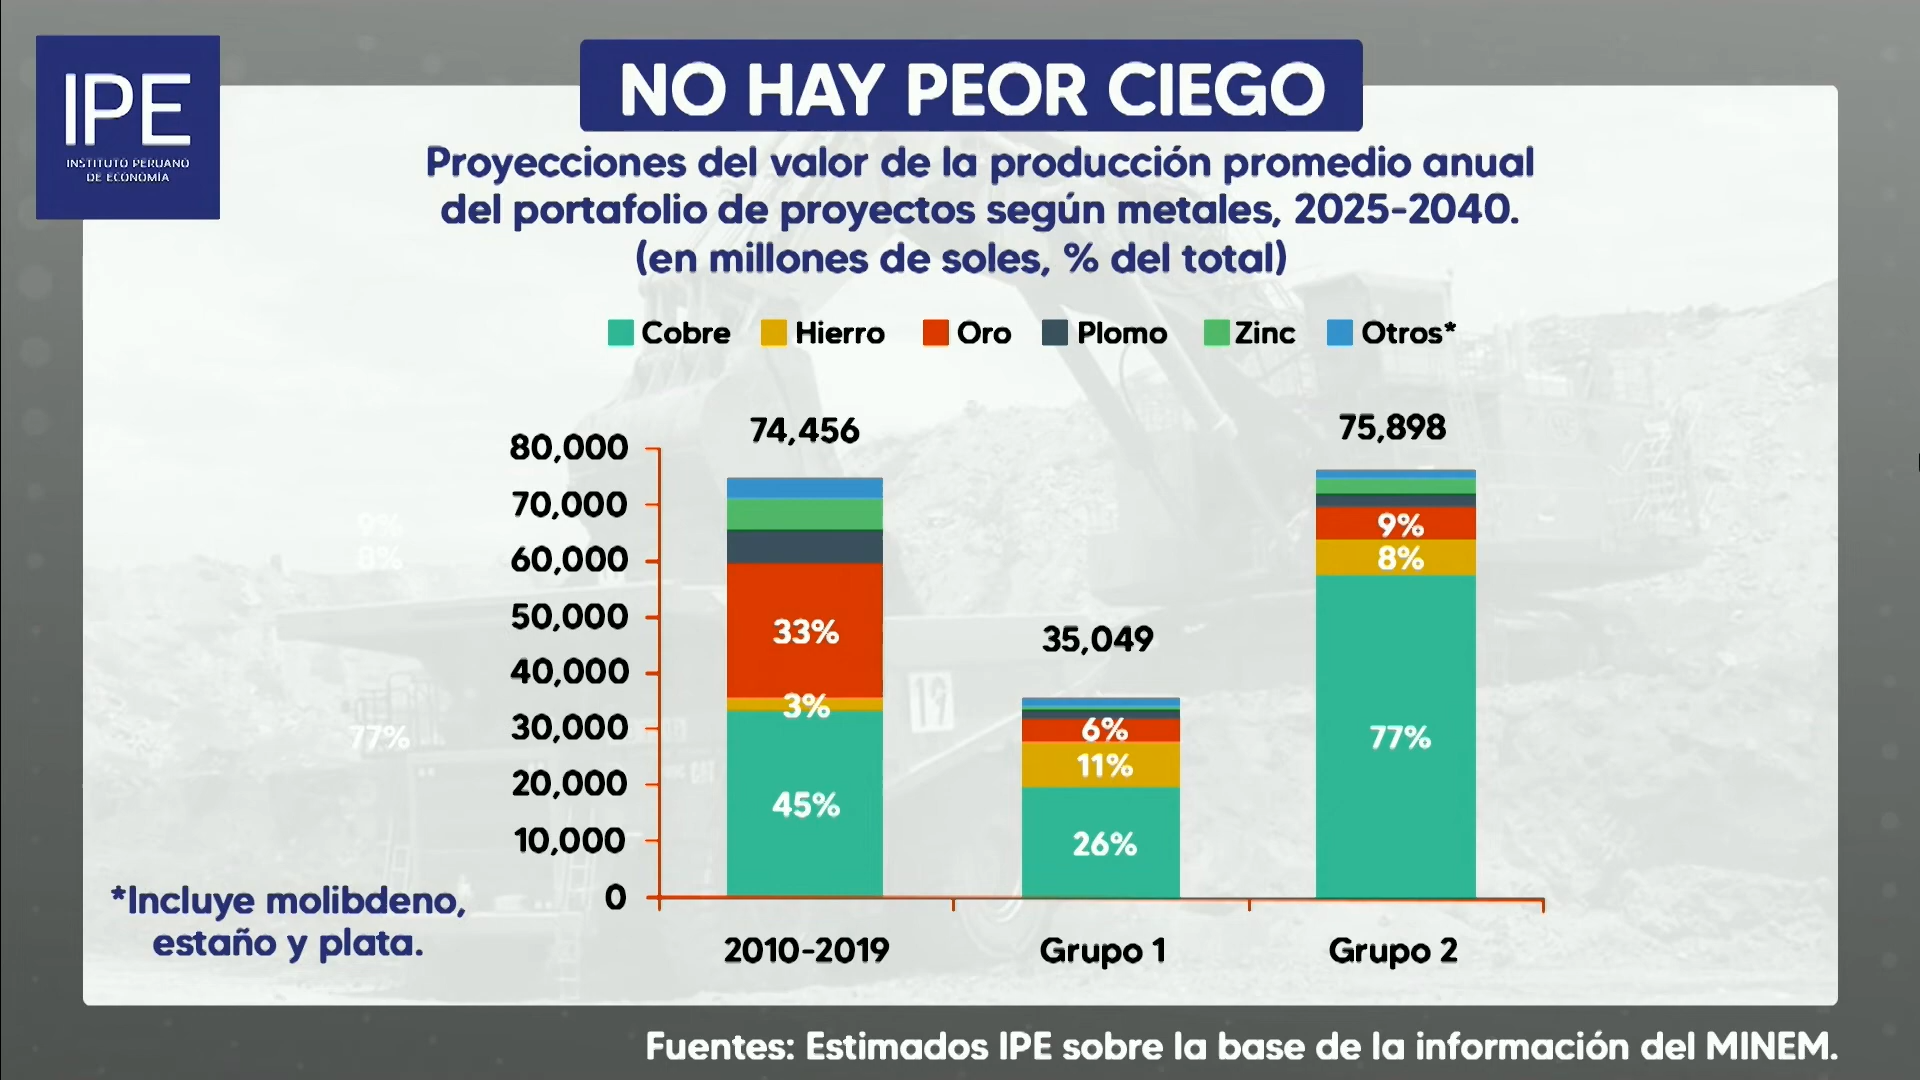 IPE
INSTITUTO PERUANO
DE ECONOMÍA
NO HAY PEOR CIEGO
Proyecciones del valor de la producción promedio anual
del portafolio de proyectos según metales, 2025-2040.
(en millones de soles, % del total)
Cobre Hierro Oro Plomo Zinc Otros*
74,456
75,898
35,049
80,000
70,000
60,000
50,000
40,000
30,000
20,000
10,000
0
33%
3%
45%
6%
11%
26%
9%
8%
77%
9%
8%
77%
19
2010-2019 Grupo 1 Grupo 2
*Incluye molibdeno,
estaño y plata.
Fuentes: Estimados IPE sobre la base de la información del MINEM.